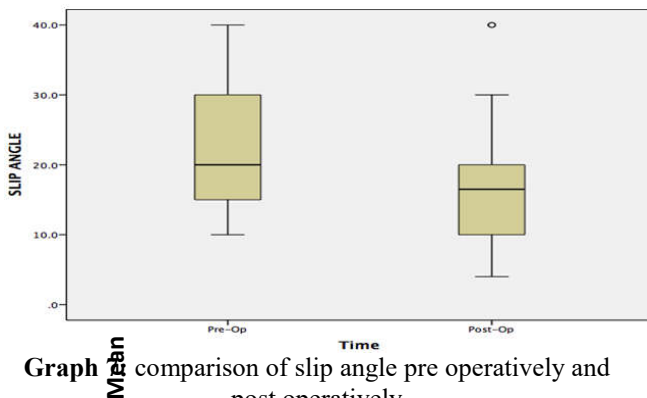 40.0
30.0
20.0
10.0
.0
SLIP ANGLE
Pre-Op
Post-Op
Time
Mean
Graph comparison of slip angle pre operatively and
post operatively